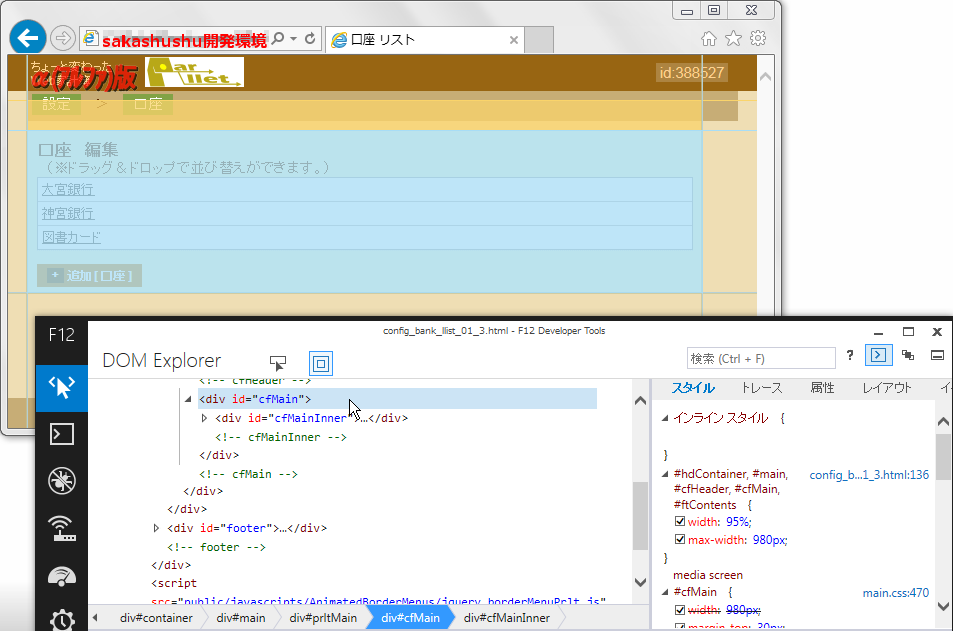 sakashushu開発環境
口座 リスト
ちょーと変わった
α(アルファ)版
id:388527
設定 > 口座
口座 編集
(※ドラッグ＆ドロップで並び替えができます。)
大宮銀行
神宮銀行
図書カード
+ 追加[口座]
F12
config_bank_llist_01_3.html - F12 Developer Tools
DOM Explorer
検索 (Ctrl + F)
?
<!-- cfHeader -->
<div id="cfMain">
<div id="cfMainInner">…</div>
<!-- cfMainInner -->
</div>
<!-- cfMain -->
</div>
</div>
<div id="footer">…</div>
<!-- footer -->
</div>
<script
src="public/javascripts/AnimatedBorderMenus/jquery.borderMenuPrlt.js"
div#container
div#main
div#prltMain
div#cfMain
div#cfMainInner
スタイル
トレース
属性
レイアウト
イ
インライン スタイル {
}
#hdContainer, #main, config_b...1_3.html:136
#cfHeader, #cfMain,
#ftContents {
width: 95%;
max-width: 980px;
}
media screen
#cfMain { main.css:470
width: 980px;
margin-top: 30px;